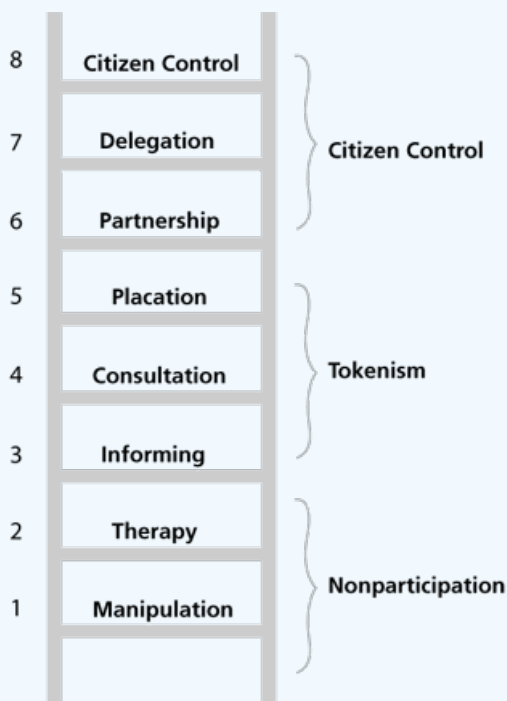 8 Citizen Control
7 Delegation
Citizen Control
6 Partnership
5 Placation
4 Consultation
Tokenism
3 Informing
2 Therapy
Nonparticipation
1 Manipulation